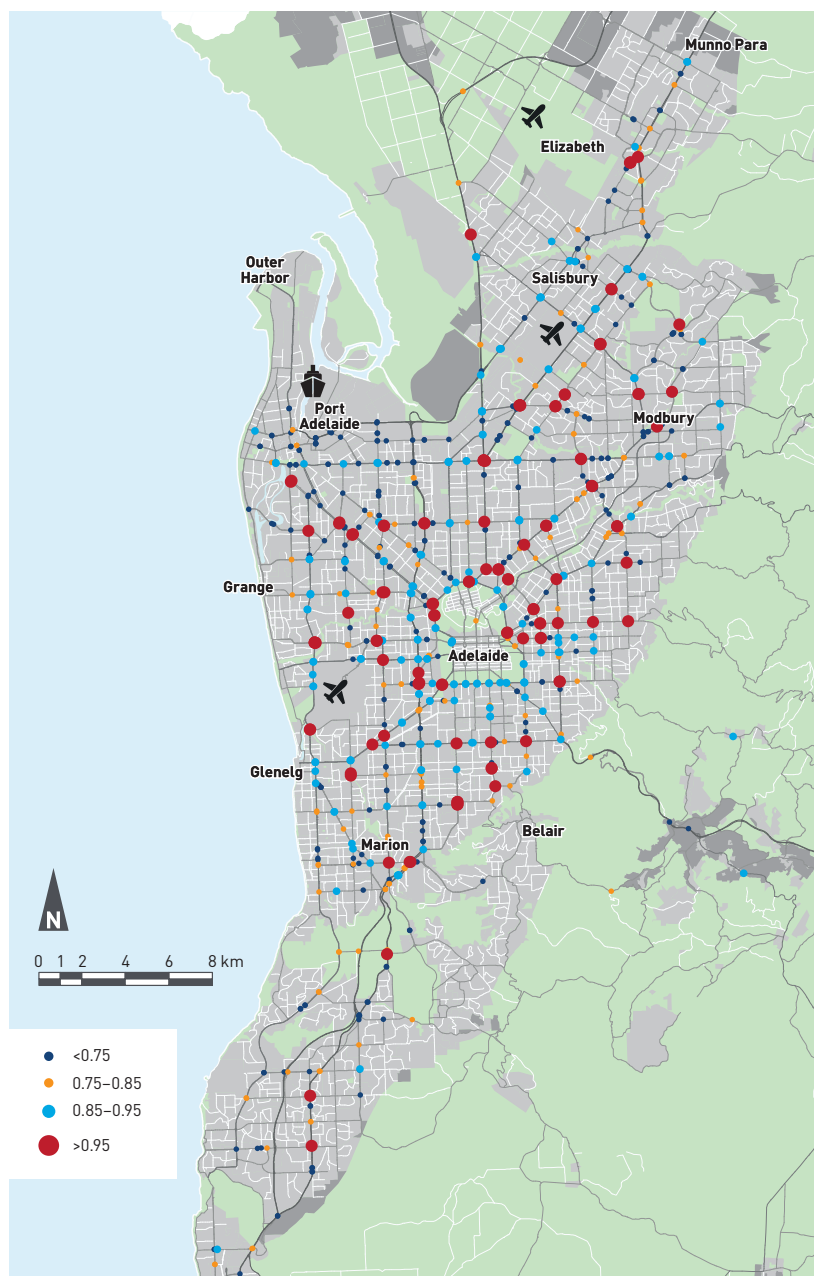 Munno Para
Elizabeth
Outer
Harbor
Salisbury
Port
Adelaide
Modbury
Grange
Adelaide
Glenelg
Belair
Marion
N
0 1 2 4 6 8 km
<0.75
0.75–0.85
0.85–0.95
>0.95